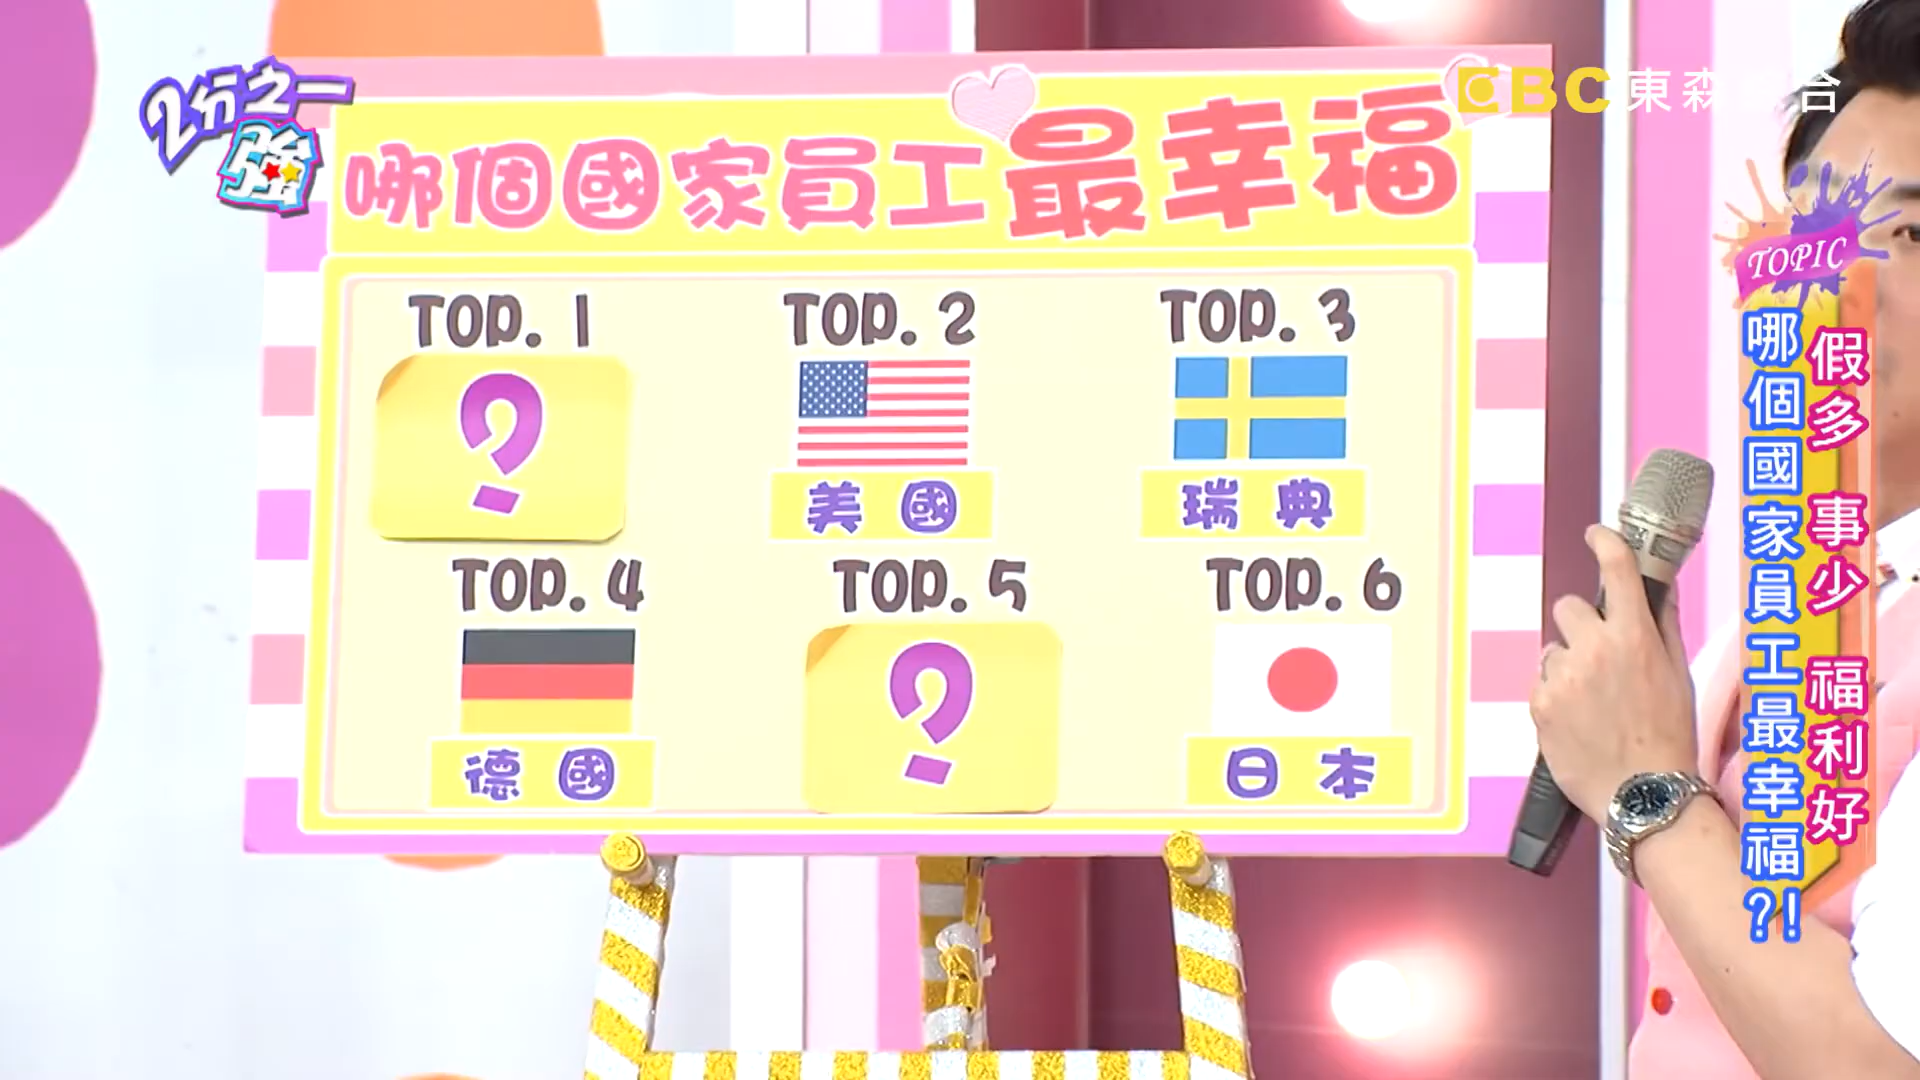 2分之一
強
EBC 東森 合
哪個國家員工最幸福
TOP. 1
TOP. 2
TOP. 3
?
美國
瑞典
TOP. 4
TOP. 5
TOP. 6
德國
?
日本
TOPIC
假多 事少 福利好
哪個國家員工最幸福?!